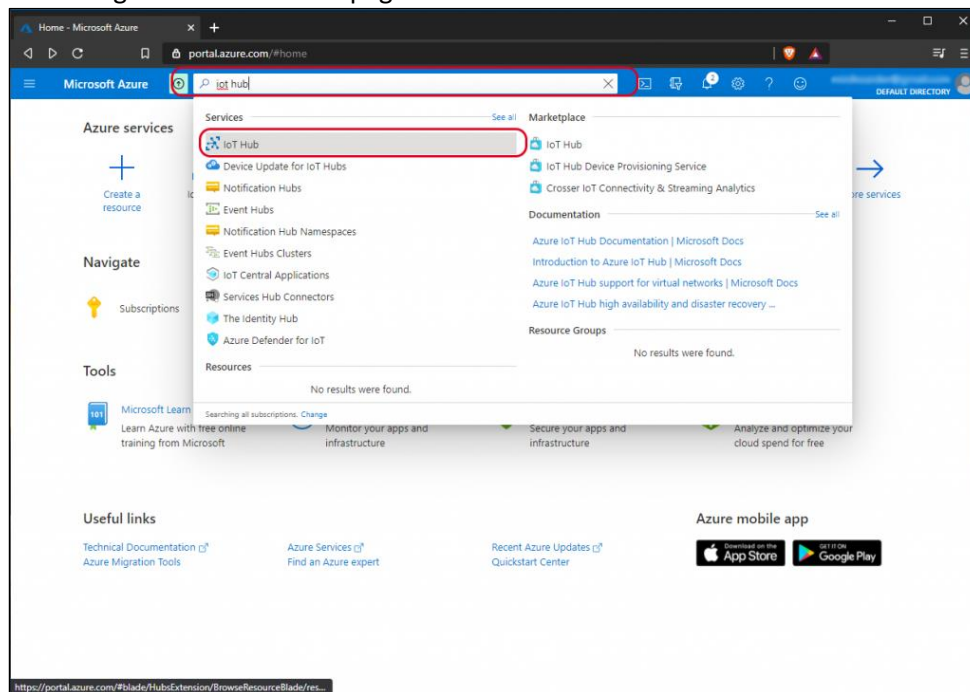 Home - Microsoft Azure
portal.azure.com/#home
Microsoft Azure
iot hub
2
?
DEFAULT DIRECTORY
Services
See all
IoT Hub
Device Update for IoT Hubs
Notification Hubs
Event Hubs
Notification Hub Namespaces
Event Hubs Clusters
IoT Central Applications
Services Hub Connectors
The Identity Hub
Azure Defender for IoT
Resources
No results were found.
Searching all subscriptions. Change
Marketplace
IoT Hub
IoT Hub Device Provisioning Service
Crosser IoT Connectivity & Streaming Analytics
Documentation
See all
Azure IoT Hub Documentation | Microsoft Docs
Introduction to Azure IoT Hub | Microsoft Docs
Azure IoT Hub support for virtual networks | Microsoft Docs
Azure IoT Hub high availability and disaster recovery ...
Resource Groups
No results were found.
Azure services
Create a
resource
services
Navigate
Subscriptions
Tools
101
Microsoft Learn
Learn Azure with free online
training from Microsoft
Monitor your apps and
infrastructure
Secure your apps and
infrastructure
Analyze and optimize your
cloud spend for free
Useful links
Technical Documentation
Azure Migration Tools
Azure Services
Find an Azure expert
Recent Azure Updates
Quickstart Center
Azure mobile app
Download on the
App Store
GET IT ON
Google Play
https://portal.azure.com/#blade/HubsExtension/BrowseResourceBlade/res...